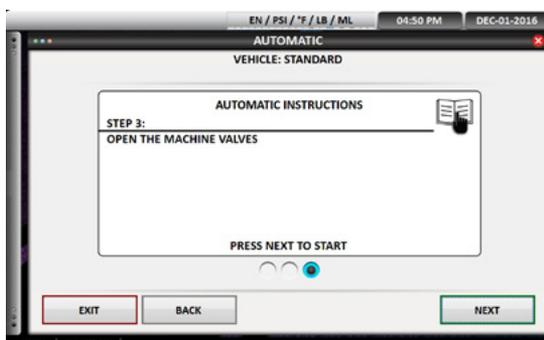 EN / PSI / °F / LB / ML 04:50 PM DEC-01-2016
AUTOMATIC
VEHICLE: STANDARD
AUTOMATIC INSTRUCTIONS
STEP 3:
OPEN THE MACHINE VALVES
PRESS NEXT TO START
EXIT BACK NEXT